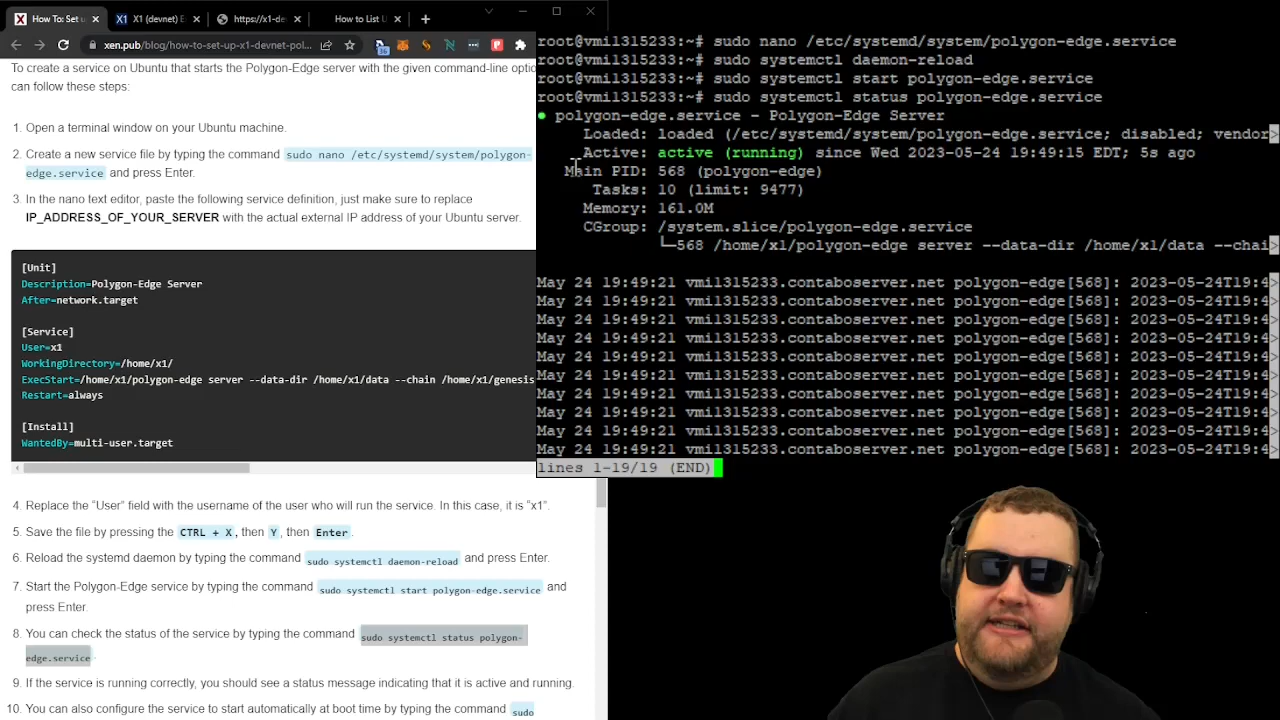 How To: Set u
X1 (devnet) E
https://x1-de
How to List U
xen.pub/blog/how-to-set-up-x1-devnet-pol...
36
To create a service on Ubuntu that starts the Polygon-Edge server with the given command-line optio
can follow these steps:
1. Open a terminal window on your Ubuntu machine.
2. Create a new service file by typing the command sudo nano /etc/systemd/system/polygon-
edge.service and press Enter.
3. In the nano text editor, paste the following service definition, just make sure to replace
IP_ADDRESS_OF_YOUR_SERVER with the actual external IP address of your Ubuntu server.
[Unit]
Description=Polygon-Edge Server
After=network.target
[Service]
User=x1
WorkingDirectory=/home/x1/
ExecStart=/home/x1/polygon-edge server --data-dir /home/x1/data --chain /home/x1/genesis
Restart=always
[Install]
WantedBy=multi-user.target
4. Replace the “User” field with the username of the user who will run the service. In this case, it is “x1”.
5. Save the file by pressing the CTRL + X, then Y, then Enter.
6. Reload the systemd daemon by typing the command sudo systemctl daemon-reload and press Enter.
7. Start the Polygon-Edge service by typing the command sudo systemctl start polygon-edge.service and
press Enter.
8. You can check the status of the service by typing the command sudo systemctl status polygon-
edge.service.
9. If the service is running correctly, you should see a status message indicating that it is active and running.
10. You can also configure the service to start automatically at boot time by typing the command sudo
root@vmi1315233:~# sudo nano /etc/systemd/system/polygon-edge.service
root@vmi1315233:~# sudo systemctl daemon-reload
root@vmi1315233:~# sudo systemctl start polygon-edge.service
root@vmi1315233:~# sudo systemctl status polygon-edge.service
● polygon-edge.service - Polygon-Edge Server
Loaded: loaded (/etc/systemd/system/polygon-edge.service; disabled; vendor>
Active: active (running) since Wed 2023-05-24 19:49:15 EDT; 5s ago
Main PID: 568 (polygon-edge)
Tasks: 10 (limit: 9477)
Memory: 161.0M
CGroup: /system.slice/polygon-edge.service
└─568 /home/x1/polygon-edge server --data-dir /home/x1/data --chai>
May 24 19:49:21 vmi1315233.contaboserver.net polygon-edge[568]: 2023-05-24T19:4>
May 24 19:49:21 vmi1315233.contaboserver.net polygon-edge[568]: 2023-05-24T19:4>
May 24 19:49:21 vmi1315233.contaboserver.net polygon-edge[568]: 2023-05-24T19:4>
May 24 19:49:21 vmi1315233.contaboserver.net polygon-edge[568]: 2023-05-24T19:4>
May 24 19:49:21 vmi1315233.contaboserver.net polygon-edge[568]: 2023-05-24T19:4>
May 24 19:49:21 vmi1315233.contaboserver.net polygon-edge[568]: 2023-05-24T19:4>
May 24 19:49:21 vmi1315233.contaboserver.net polygon-edge[568]: 2023-05-24T19:4>
May 24 19:49:21 vmi1315233.contaboserver.net polygon-edge[568]: 2023-05-24T19:4>
May 24 19:49:21 vmi1315233.contaboserver.net polygon-edge[568]: 2023-05-24T19:4>
May 24 19:49:21 vmi1315233.contaboserver.net polygon-edge[568]: 2023-05-24T19:4>
lines 1-19/19 (END)